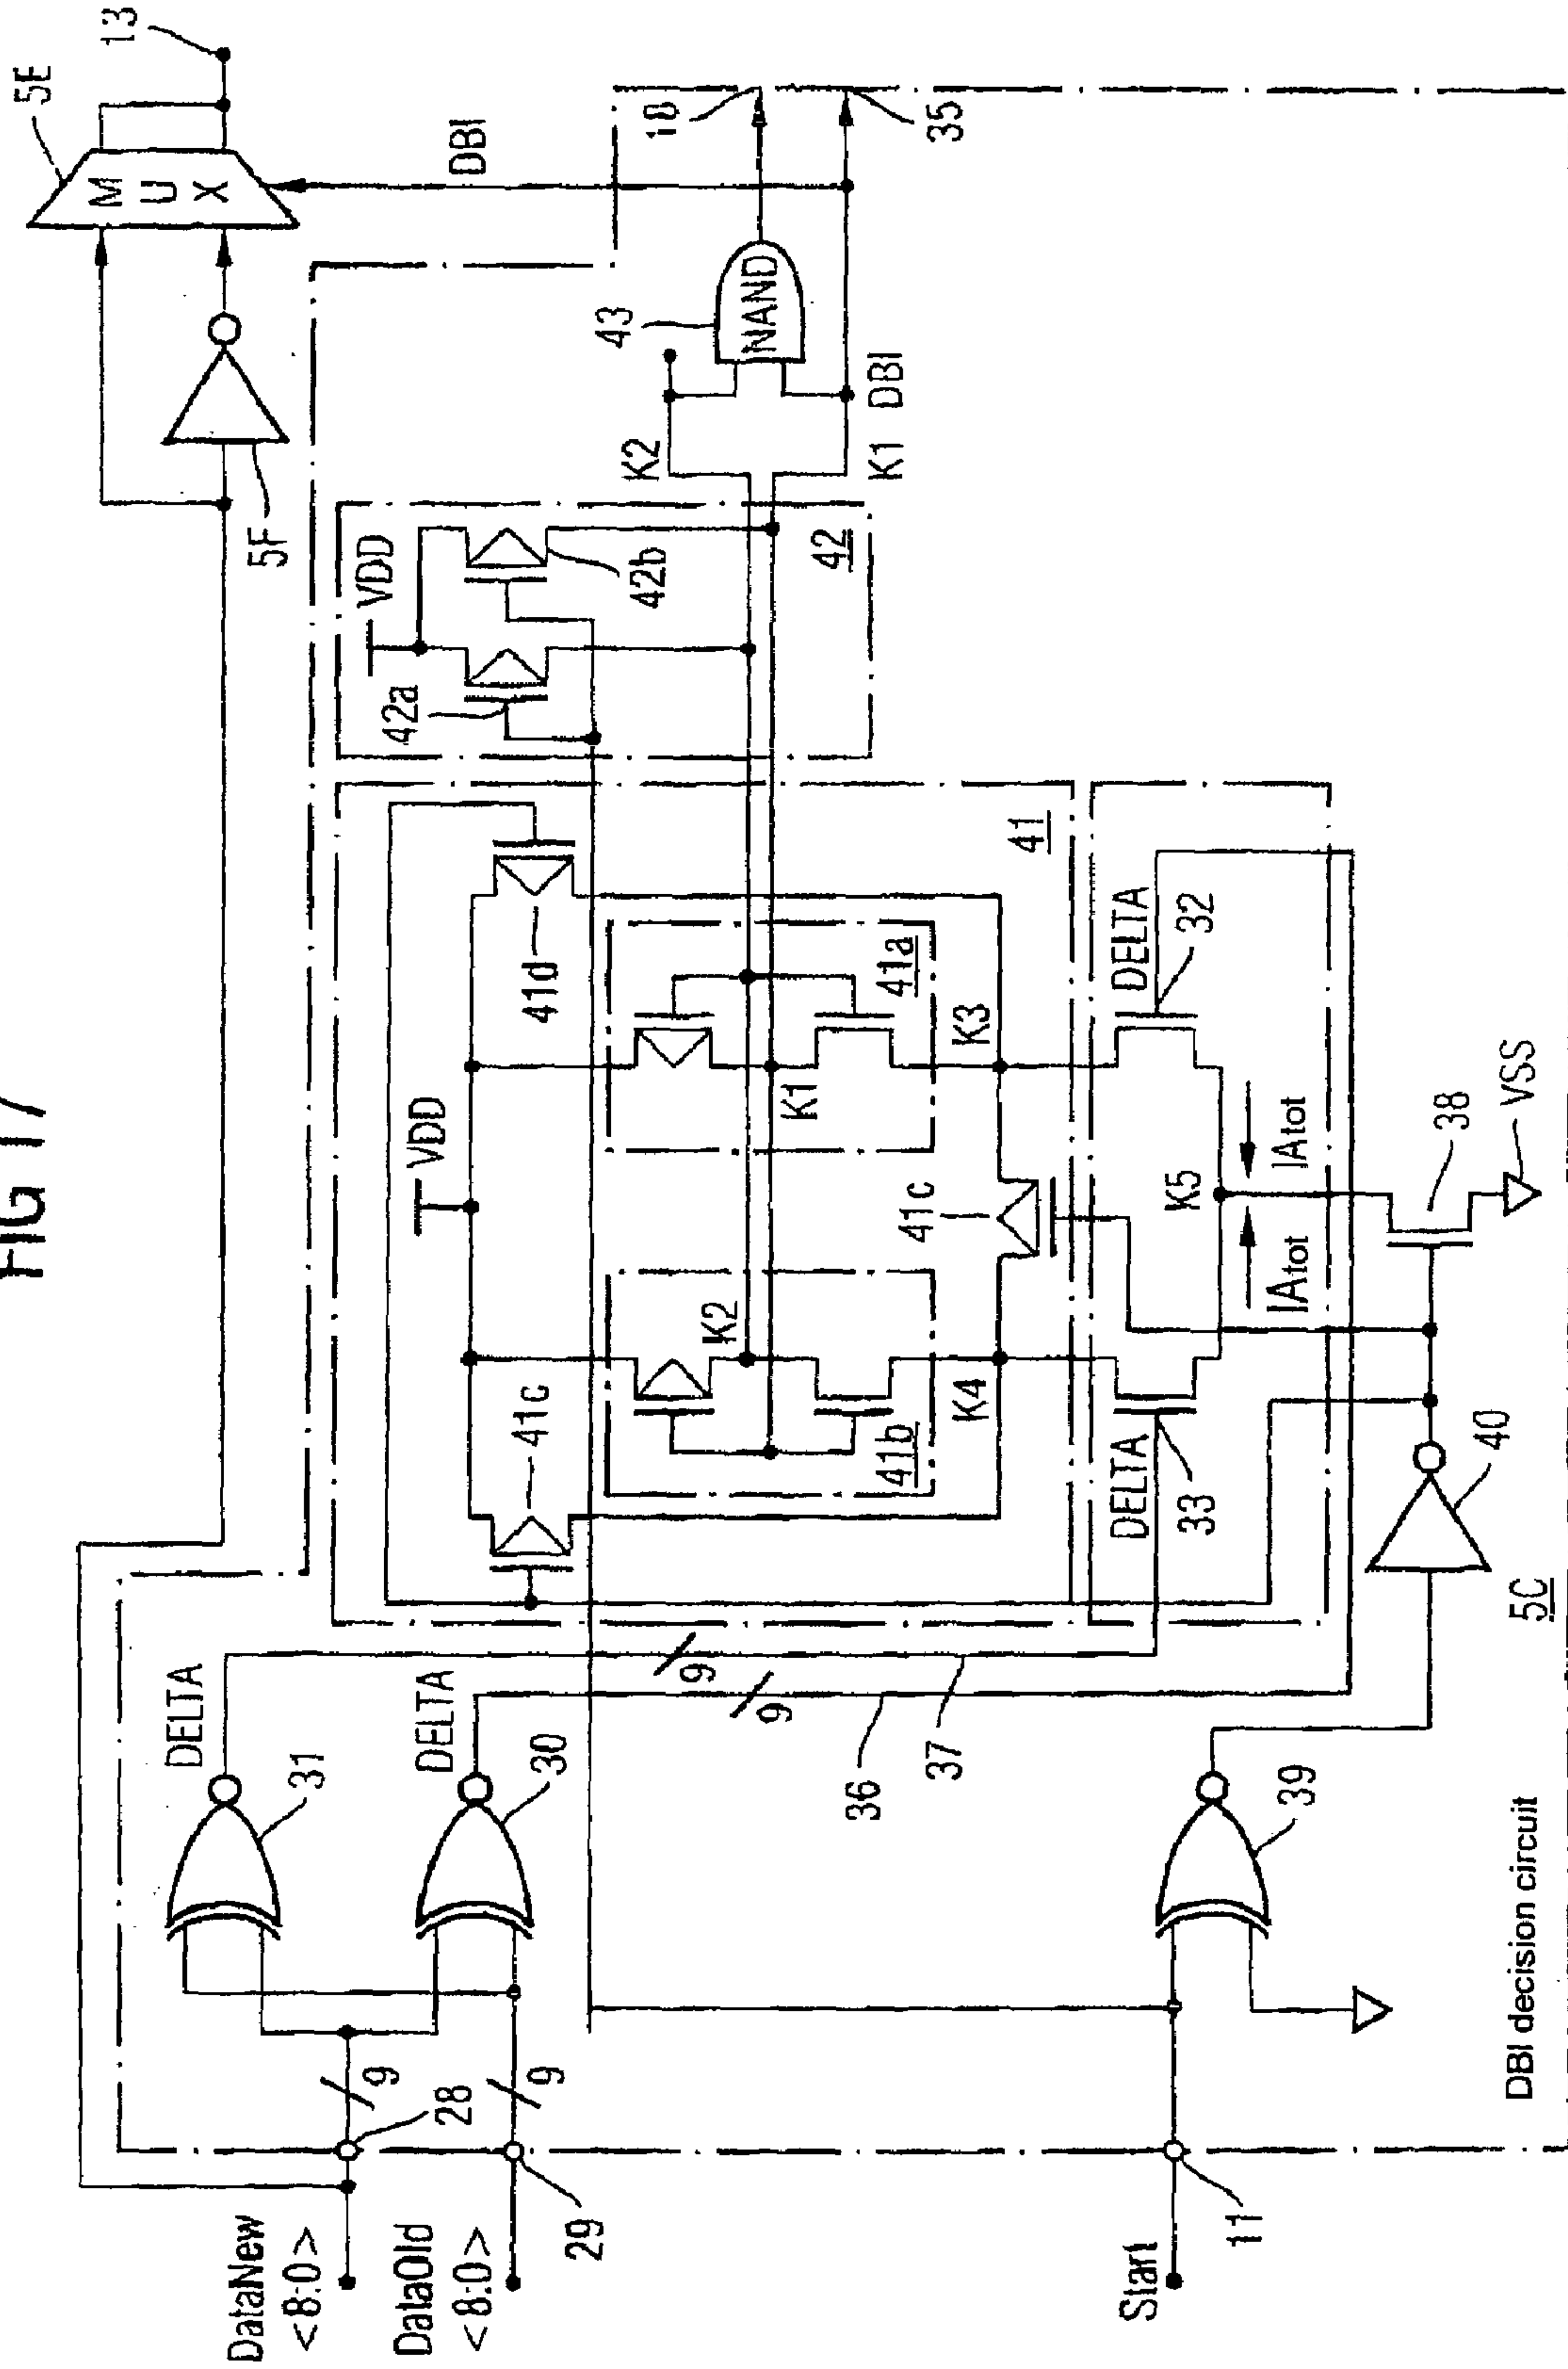 FIG 17
DataNew
<8:0>
DataOld
<8:0>
Start
28
29
11
9
9
DELTA
31
DELTA
30
39
9
9
36
37
5C
40
DBI decision circuit
VDD
41c
41d
K2
K1
41b
41a
41c
K4
K3
41
DELTA
33
DELTA
32
K5
IAtot
IAtot
38
VSS
VDD
42a
42b
42
5F
5E
MUX
13
DBI
K2
43
NAND
K1
DBI
18
35